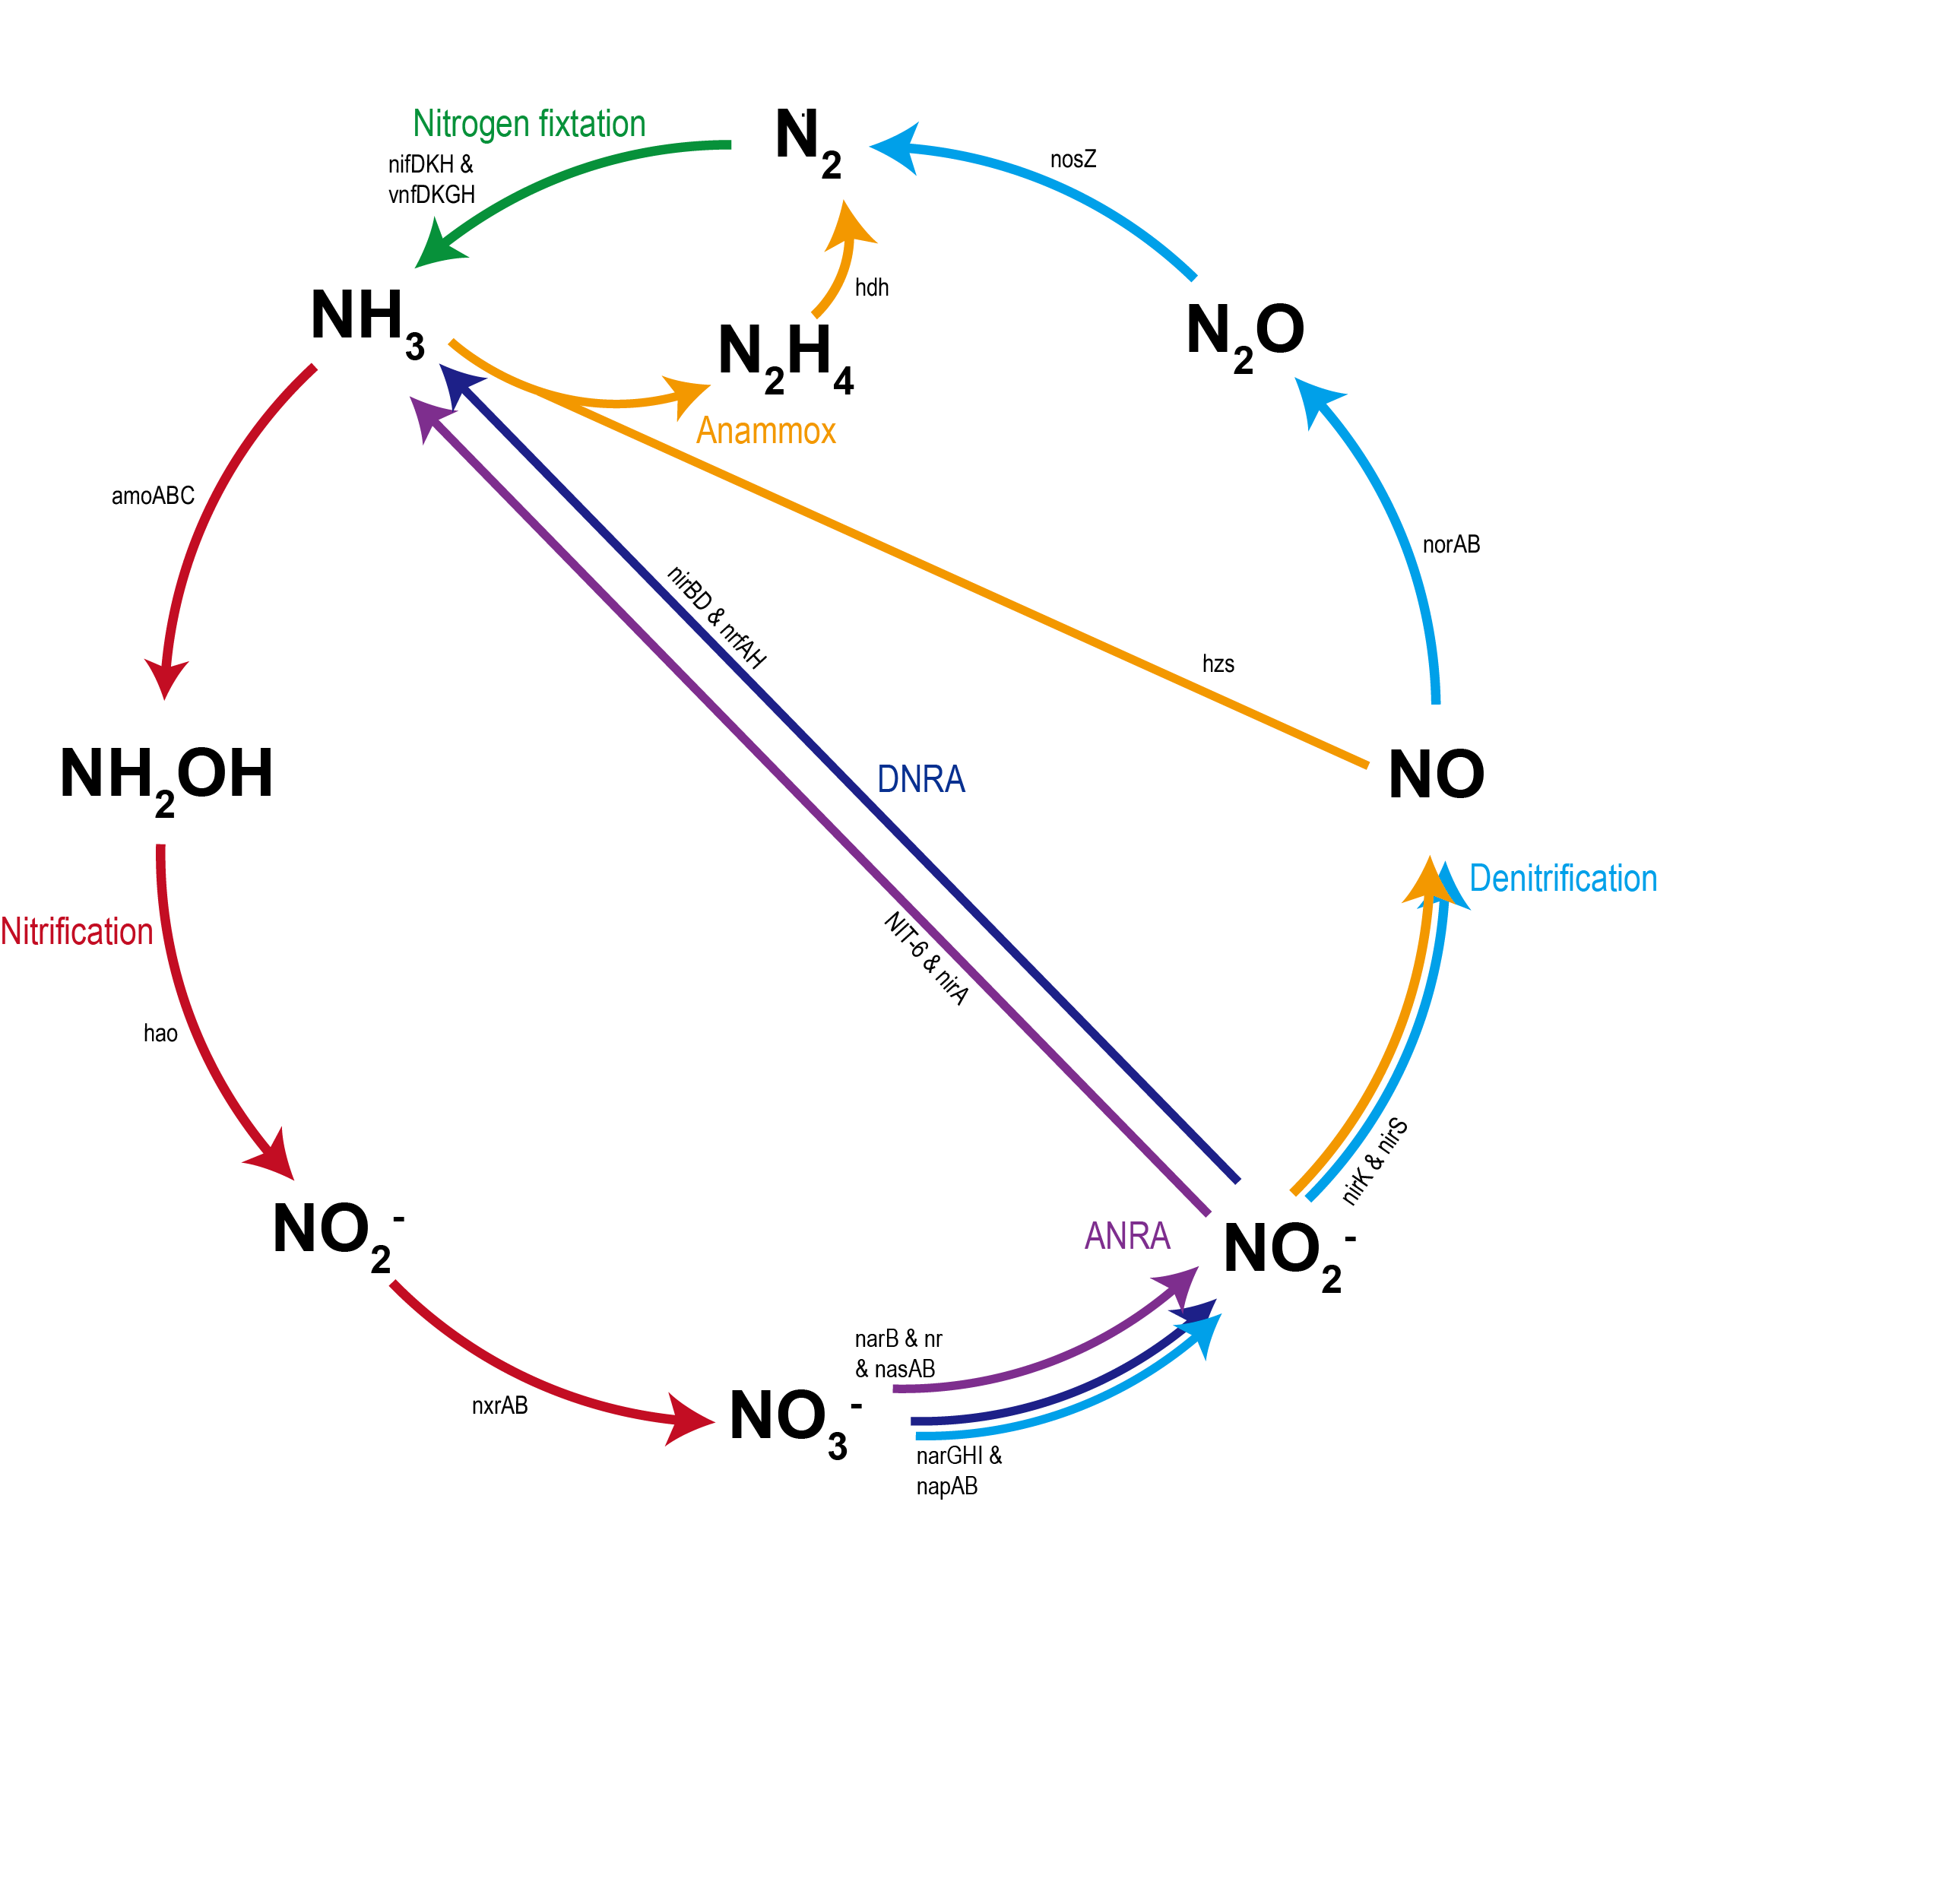 Nitrogen fixtation
nifDKH &
vnfDKGH
N2
nosZ
hdh
NH3
N2H4
N2O
Anammox
amoABC
norAB
nirBD & nrfAH
hzs
NH2OH
DNRA
NO
Denitrification
Nitrification
NIT-6 & nirA
hao
nirK & nirS
NO2-
ANRA
NO2-
narB & nr
& nasAB
nxrAB
NO3-
narGHI &
napAB